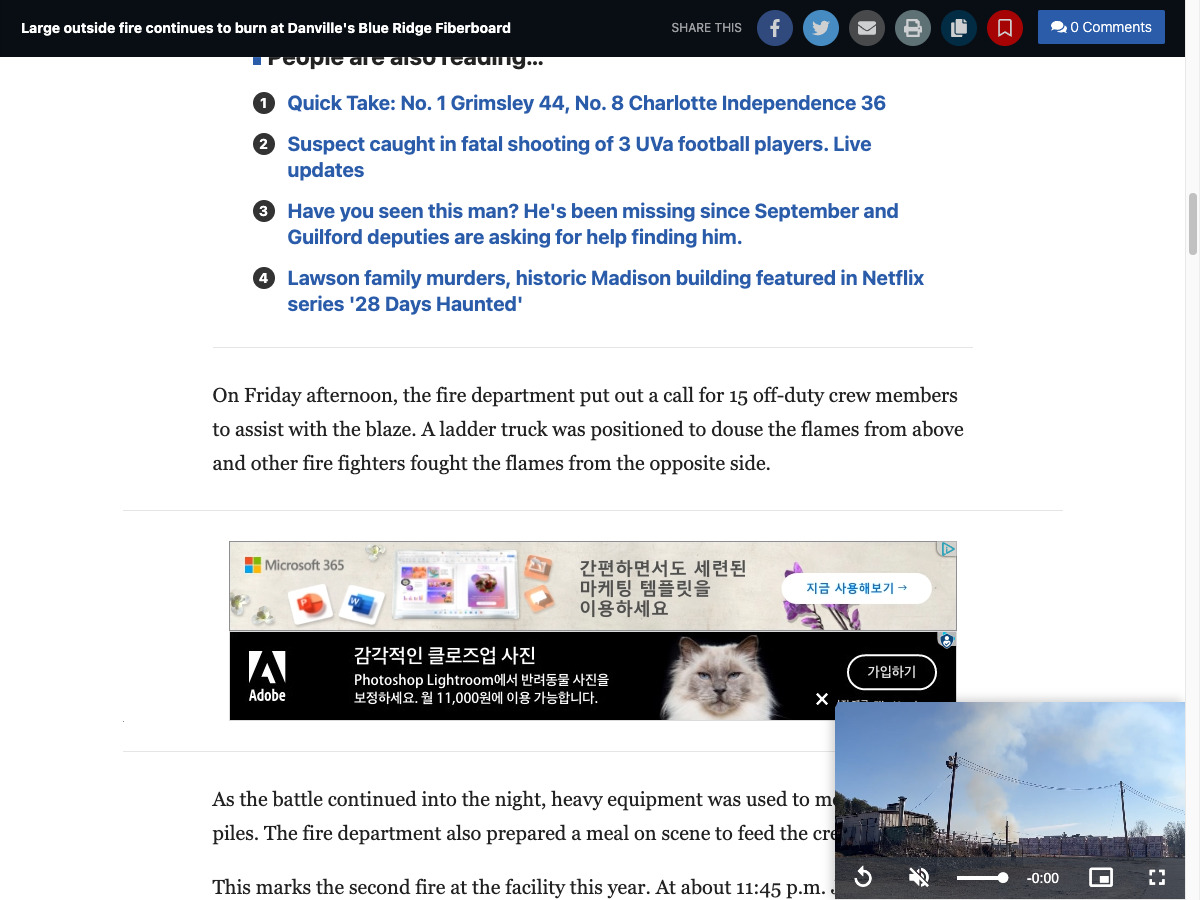 Large outside fire continues to burn at Danville's Blue Ridge Fiberboard
SHARE THIS
0 Comments
People are also reading…
1 Quick Take: No. 1 Grimsley 44, No. 8 Charlotte Independence 36
2 Suspect caught in fatal shooting of 3 UVa football players. Live
updates
3 Have you seen this man? He's been missing since September and
Guilford deputies are asking for help finding him.
4 Lawson family murders, historic Madison building featured in Netflix
series '28 Days Haunted'
On Friday afternoon, the fire department put out a call for 15 off-duty crew members
to assist with the blaze. A ladder truck was positioned to douse the flames from above
and other fire fighters fought the flames from the opposite side.
Microsoft 365
간편하면서도 세련된
마케팅 템플릿을
이용하세요
지금 사용해보기 →
Adobe
감각적인 클로즈업 사진
Photoshop Lightroom에서 반려동물 사진을
보정하세요. 월 11,000원에 이용 가능합니다.
가입하기
As the battle continued into the night, heavy equipment was used to
piles. The fire department also prepared a meal on scene to feed the
This marks the second fire at the facility this year. At about 11:45 p.m.
-0:00